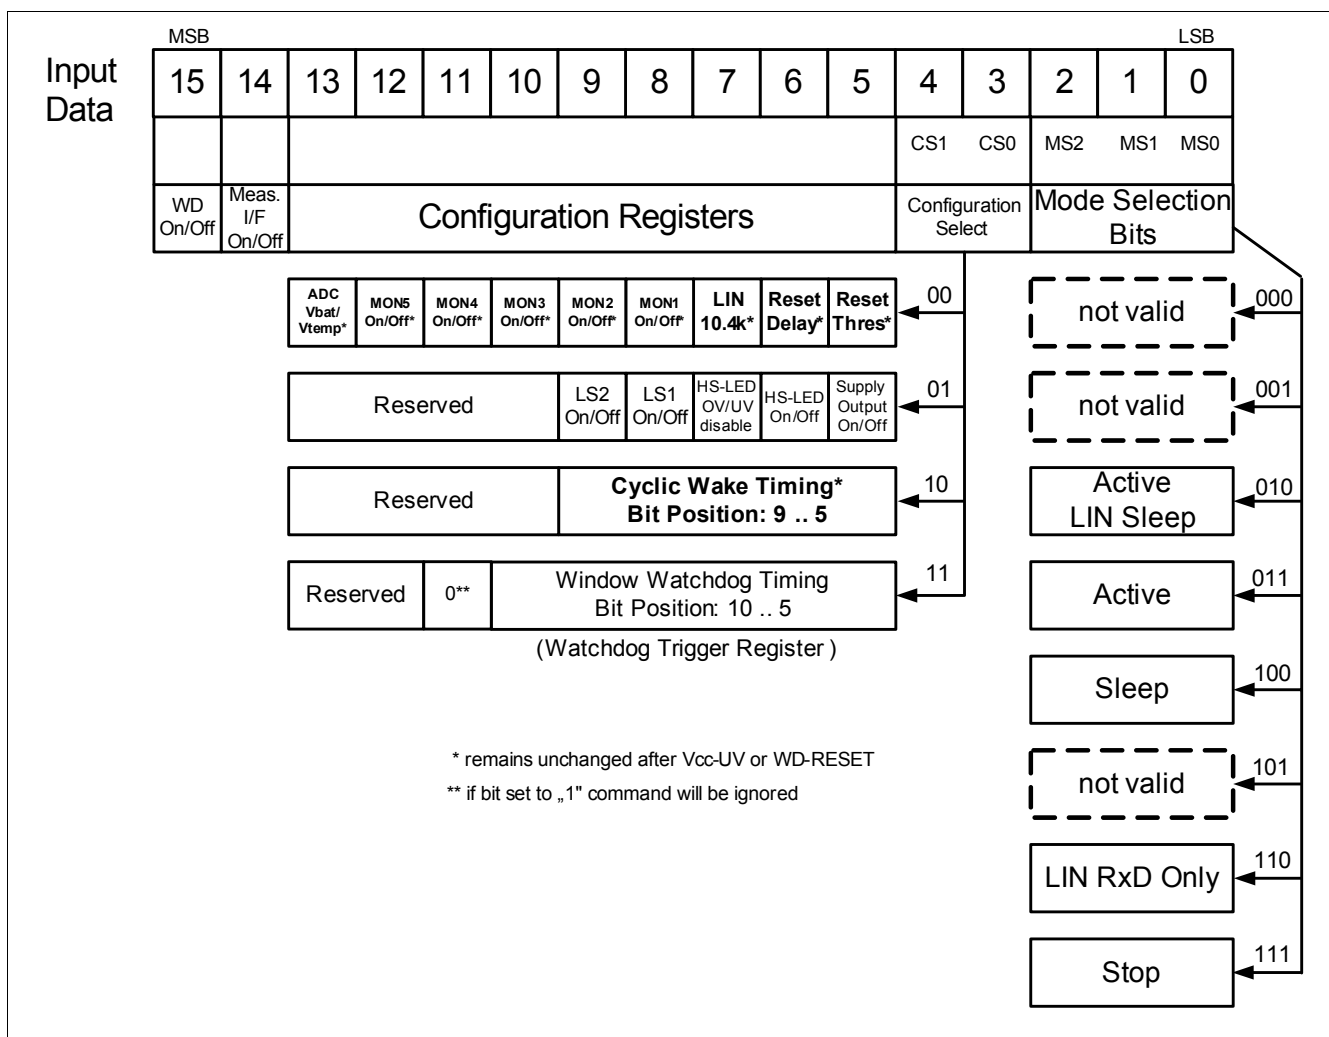 MSB LSB
Input Data 15 14 13 12 11 10 9 8 7 6 5 4 3 2 1 0
CS1 CS0 MS2 MS1 MS0
WD On/Off
Meas. I/F On/Off
Configuration Registers
Configuration Select
Mode Selection Bits
ADC Vbat/ Vtemp*
MON5 On/Off*
MON4 On/Off*
MON3 On/Off*
MON2 On/Off*
MON1 On/Off*
LIN 10.4k*
Reset Delay*
Reset Thres*
00
not valid
000
Reserved
LS2 On/Off
LS1 On/Off
HS-LED OV/UV disable
HS-LED On/Off
Supply Output On/Off
01
not valid
001
Reserved
Cyclic Wake Timing*
Bit Position: 9 .. 5
10
Active
LIN Sleep
010
Reserved
0**
Window Watchdog Timing
Bit Position: 10 .. 5
11
Active
011
(Watchdog Trigger Register )
Sleep
100
* remains unchanged after Vcc-UV or WD-RESET
** if bit set to „1" command will be ignored
not valid
101
LIN RxD Only
110
Stop
111